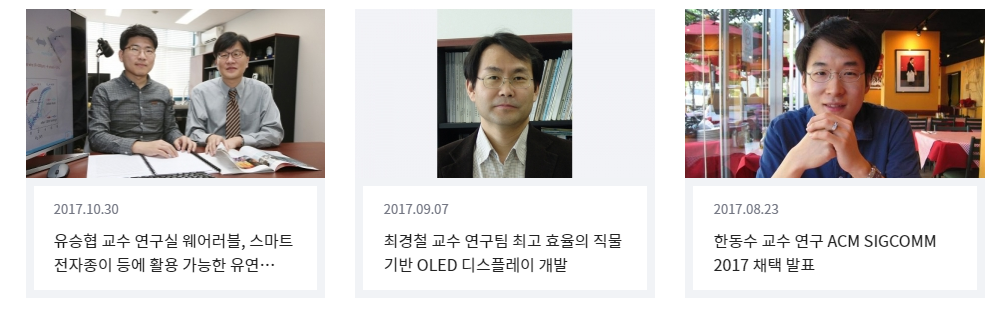 2017.10.30
유승협 교수 연구실 웨어러블, 스마트
전자종이 등에 활용 가능한 유연…
2017.09.07
최경철 교수 연구팀 최고 효율의 직물
기반 OLED 디스플레이 개발
2017.08.23
한동수 교수 연구 ACM SIGCOMM
2017 채택 발표